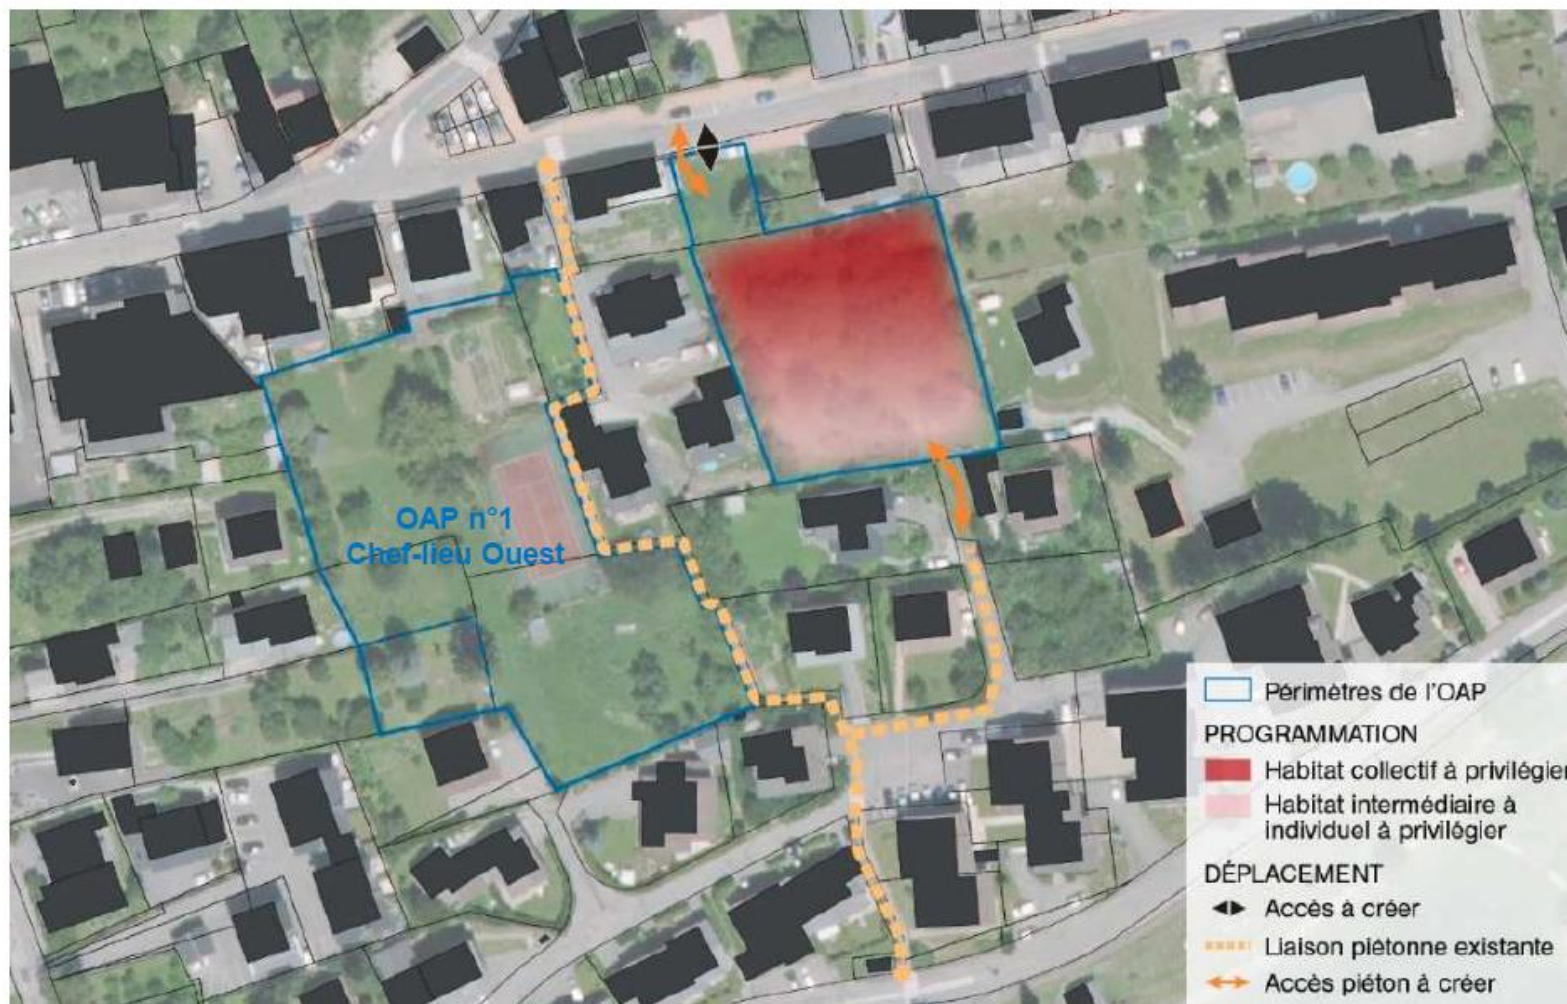 OAP n°1
Chef-lieu Ouest
Périmètres de l'OAP
PROGRAMMATION
Habitat collectif à privilégier
Habitat intermédiaire à
individuel à privilégier
DÉPLACEMENT
Accès à créer
Liaison piétonne existante
Accès piéton à créer